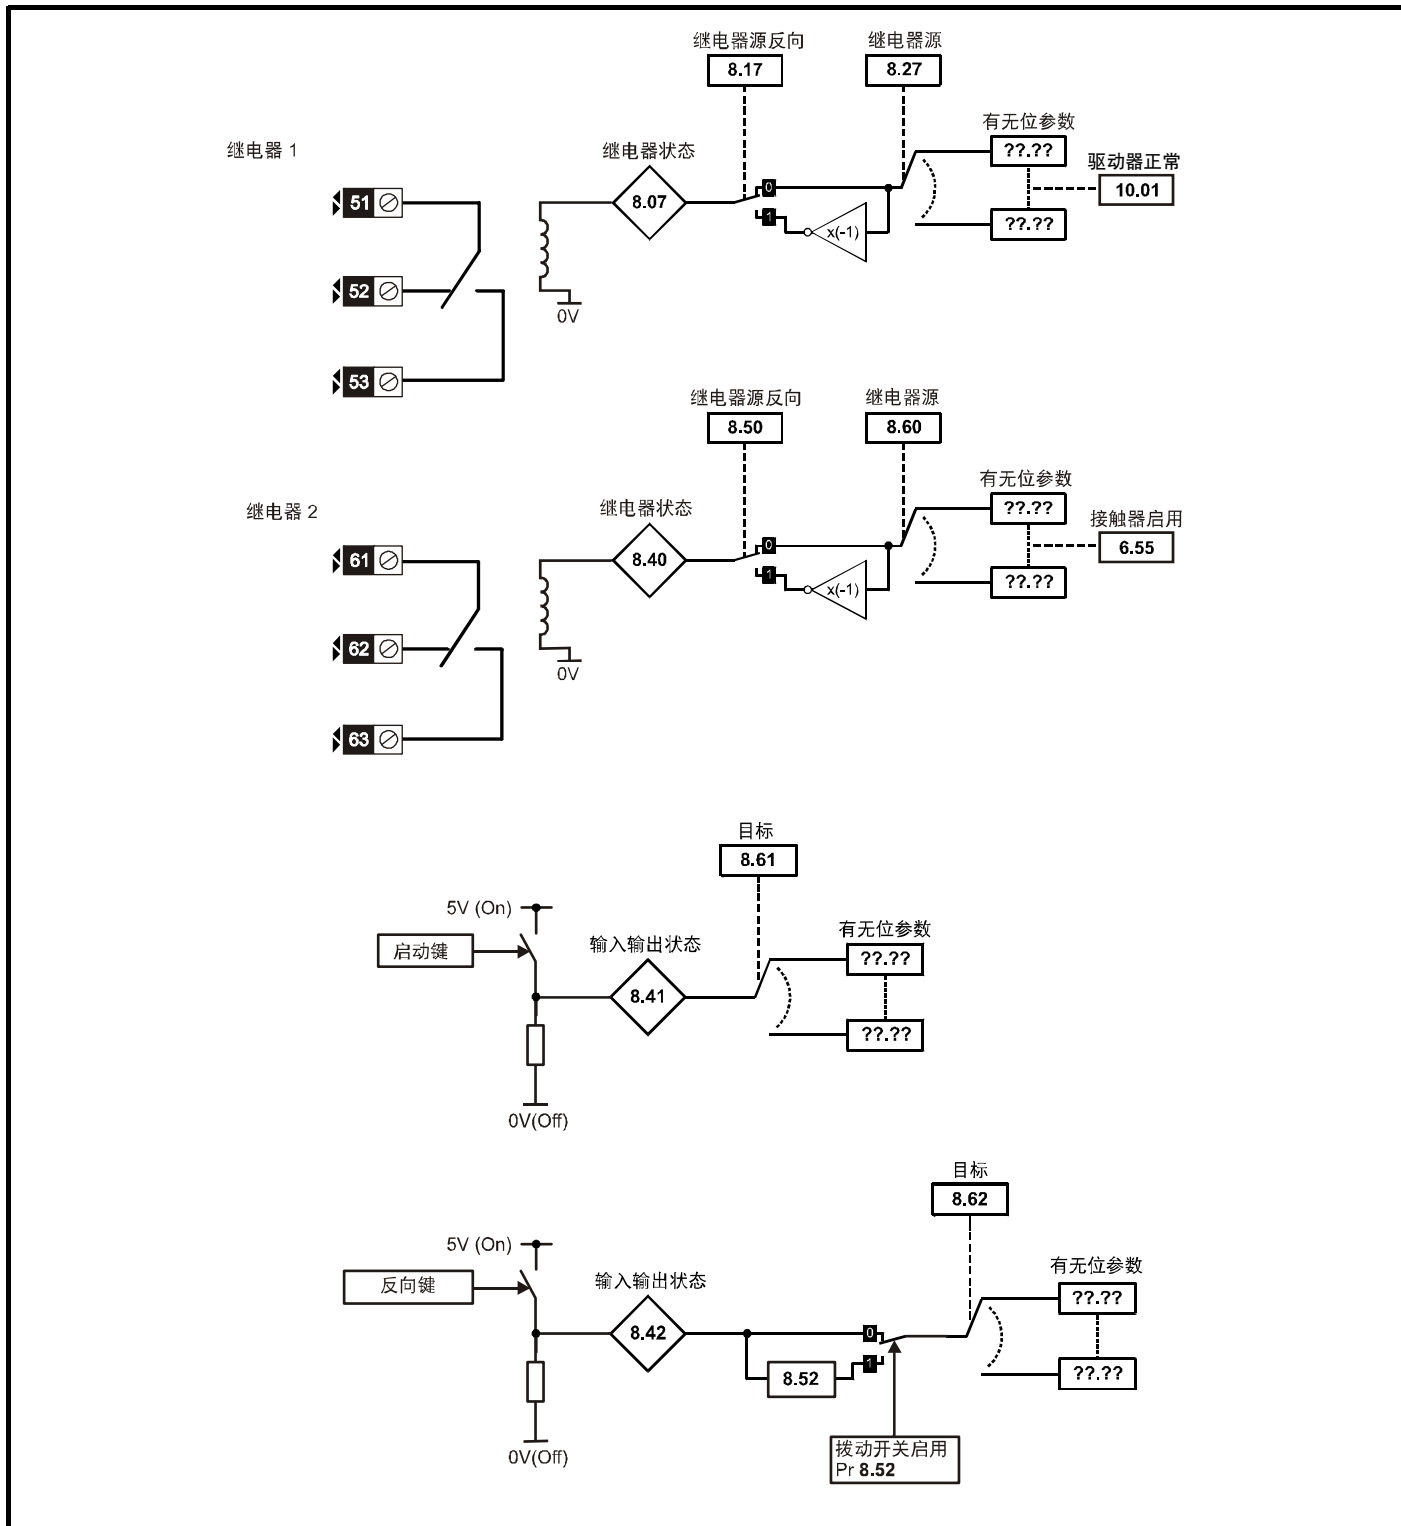 继电器源反向
继电器源
8.17
8.27
有无位参数
继电器 1
继电器状态
??.??
驱动器正常
0
51
8.07
10.01
1
??.??
x(-1)
52
0V
53
继电器源反向
继电器源
8.50
8.60
有无位参数
继电器 2
继电器状态
??.??
接触器启用
0
61
8.40
6.55
1
??.??
x(-1)
62
0V
63
目标
8.61
5V (On)
有无位参数
启动键
输入输出状态
??.??
8.41
??.??
0V(Off)
目标
8.62
5V (On)
有无位参数
反向键
输入输出状态
??.??
8.42
0
1
8.52
??.??
0V(Off)
拨动开关启用
Pr 8.52